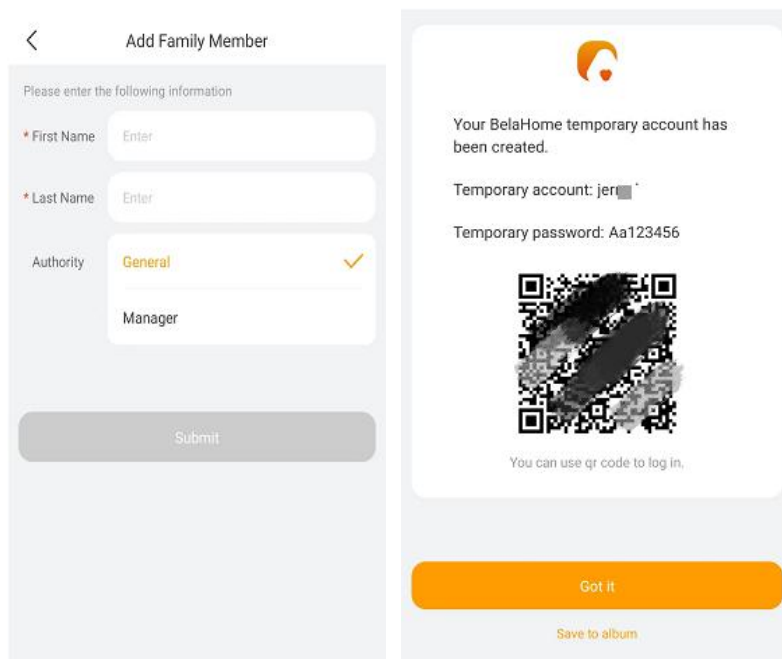 Add Family Member
Please enter the following information
* First Name Enter
* Last Name Enter
Authority General
Manager
Submit
Your BelaHome temporary account has
been created.
Temporary account:
Temporary password: Aa123456
You can use qr code to log in.
Got it
Save to album